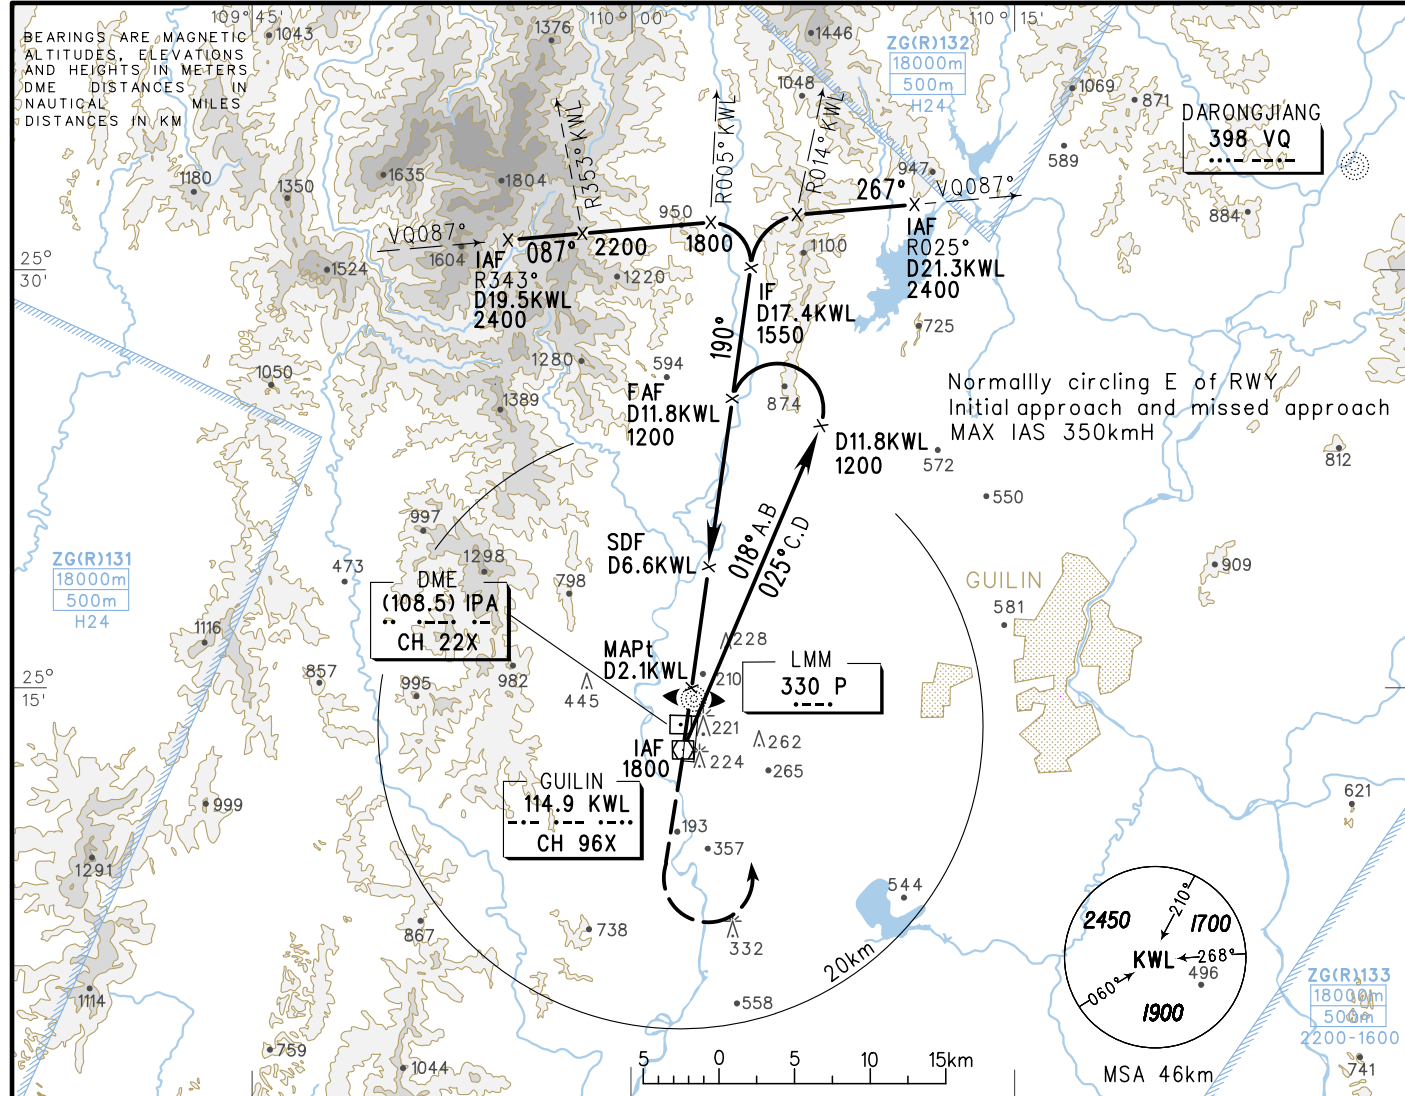 109°45'
110°00'
110°15'
BEARINGS ARE MAGNETIC
ALTITUDES, ELEVATIONS
AND HEIGHTS IN METERS
DME DISTANCES IN
NAUTICAL MILES
DISTANCES IN KM
1043
1376
1446
ZG(R)132
18000m
500m
H24
1048
1069
871
DARONGJIANG
398 VQ
589
947
884
1180
1350
1635
1804
R353°KWL
R005°KWL
R014°KWL
267°
VQ087°
950
VQ087°
1604
IAF
R343°
D19.5KWL
2400
087°
2200
1800
1100
IAF
R025°
D21.3KWL
2400
25°
30'
1524
1220
IF
D17.4KWL
1550
725
190°
1280
594
1050
1389
FAF
D11.8KWL
1200
874
Normallly circling E of RWY
Initial approach and missed approach
MAX IAS 350kmH
D11.8KWL
1200
572
812
550
997
018°A.B
025°C.D
SDF
D6.6KWL
ZG(R)131
18000m
500m
H24
473
1298
798
GUILIN
581
909
DME
(108.5) IPA
CH 22X
1116
228
MAPt
D2.1KWL
LMM
330 P
25°
15'
857
995
982
445
210
221
262
IAF
1800
224
265
GUILIN
114.9 KWL
CH 96X
999
621
193
357
1291
544
2450
210°
1700
KWL
268°
496
060°
1900
MSA 46km
867
738
332
20km
ZG(R)133
18000m
500m
2200-1600
1114
558
759
1044
741
5 0 5 10 15km